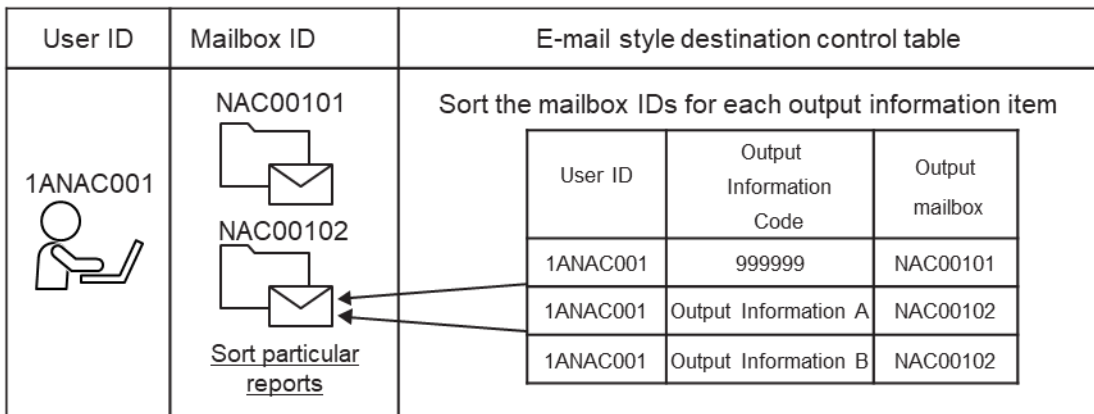 User ID
Mailbox ID
E-mail style destination control table
1ANAC001
NAC00101
NAC00102
Sort particular
reports
Sort the mailbox IDs for each output information item
User ID
Output
Information
Code
Output
mailbox
1ANAC001
999999
NAC00101
1ANAC001
Output Information A
NAC00102
1ANAC001
Output Information B
NAC00102